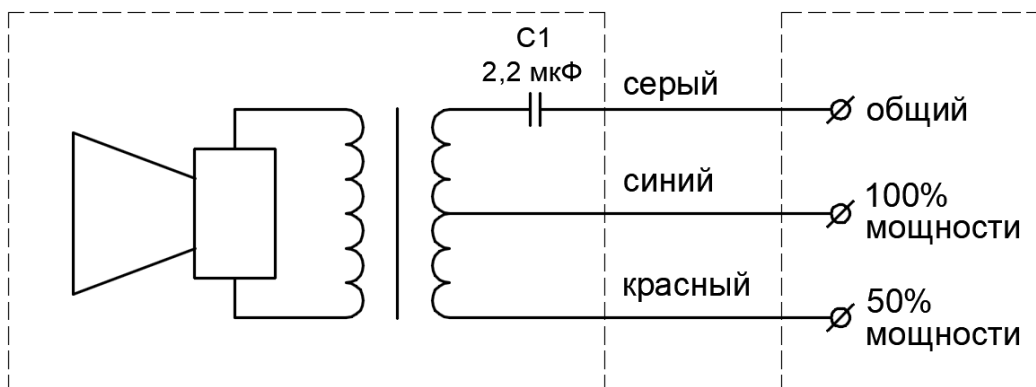 C1
2,2 мкФ
серый
общий
синий
100%
мощности
красный
50%
мощности